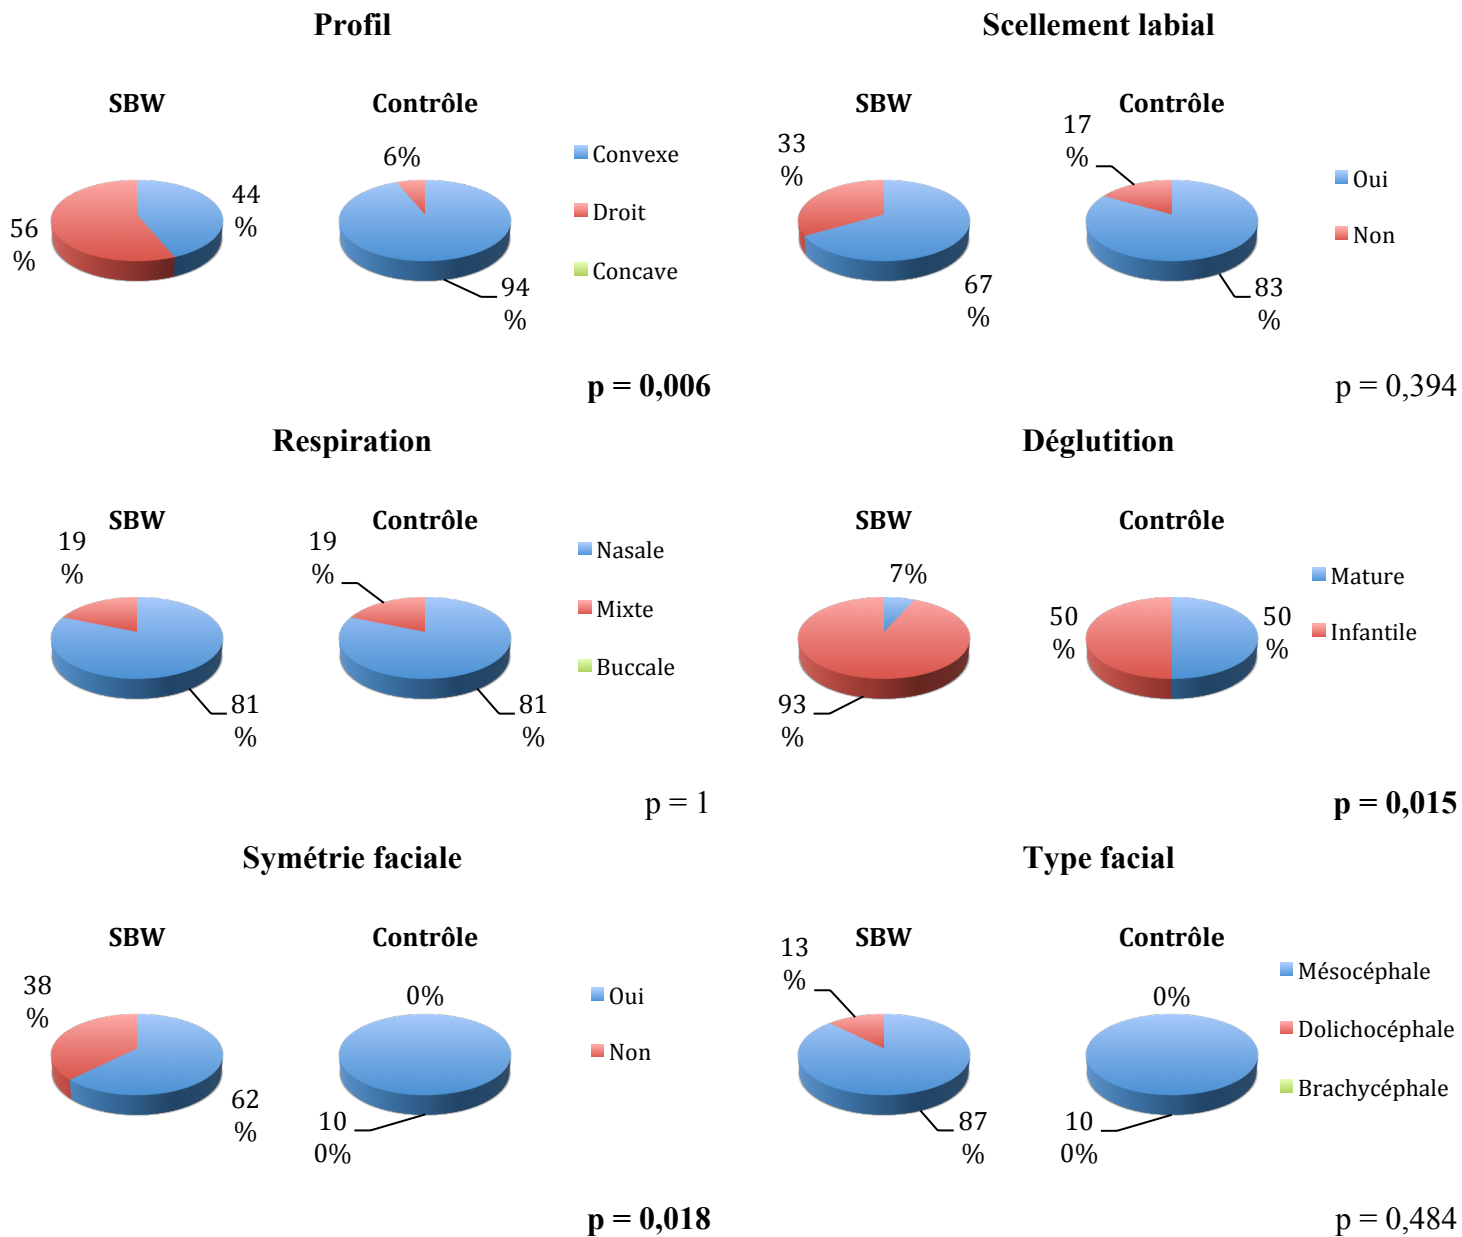 Profil
SBW
Contrôle
44
%
56
%
6%
94
%
Convexe
Droit
Concave
p = 0,006
Scellement labial
SBW
Contrôle
33
%
67
%
17
%
83
%
Oui
Non
p = 0,394
Respiration
SBW
Contrôle
19
%
81
%
19
%
81
%
Nasale
Mixte
Buccale
p = 1
Déglutition
SBW
Contrôle
7%
93
%
50
%
50
%
Mature
Infantile
p = 0,015
Symétrie faciale
SBW
Contrôle
38
%
62
%
0%
10
0%
Oui
Non
p = 0,018
Type facial
SBW
Contrôle
13
%
87
%
0%
10
0%
Mésocéphale
Dolichocéphale
Brachycéphale
p = 0,484